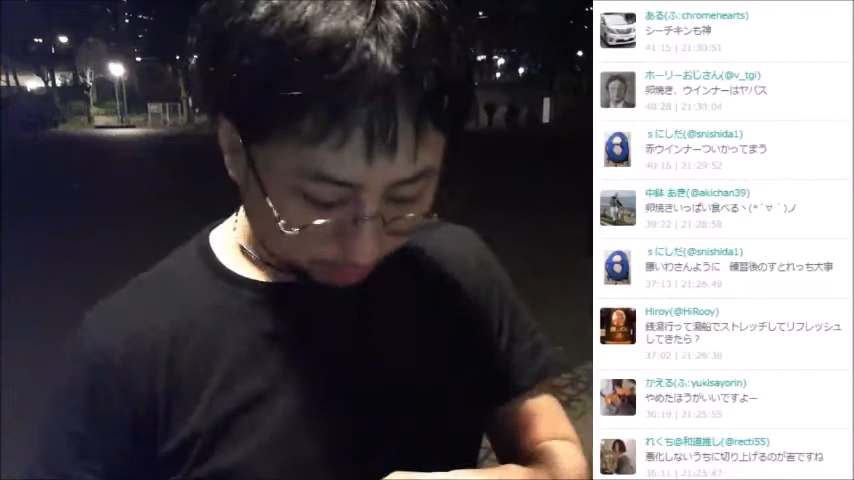 ある(ふ:chromehearts)
シーチキンも神
41:15 | 21:30:51
ホーリーおじさん(@v_tgi)
卵焼き、ウインナーはヤバス
40:28 | 21:30:04
sにしだ(@snishida1)
赤ウインナーついかってまう
40:16 | 21:29:52
中鉢 あき(@akichan39)
卵焼きいっぱい食べるヽ(*´∀｀)ノ
39:22 | 21:28:58
sにしだ(@snishida1)
悪いわさんように 練習後のすとれっち大事
37:13 | 21:26:49
Hiroy(@HiRooy)
銭湯行って湯船でストレッチしてリフレッシュ
してきたら？
37:02 | 21:26:38
かえる(ふ:yukisayorin)
やめたほうがいいですよー
36:19 | 21:25:55
れくち@和道推し(@recti55)
悪化しないうちに切り上げるのが吉ですね
36:11 | 21:25:47